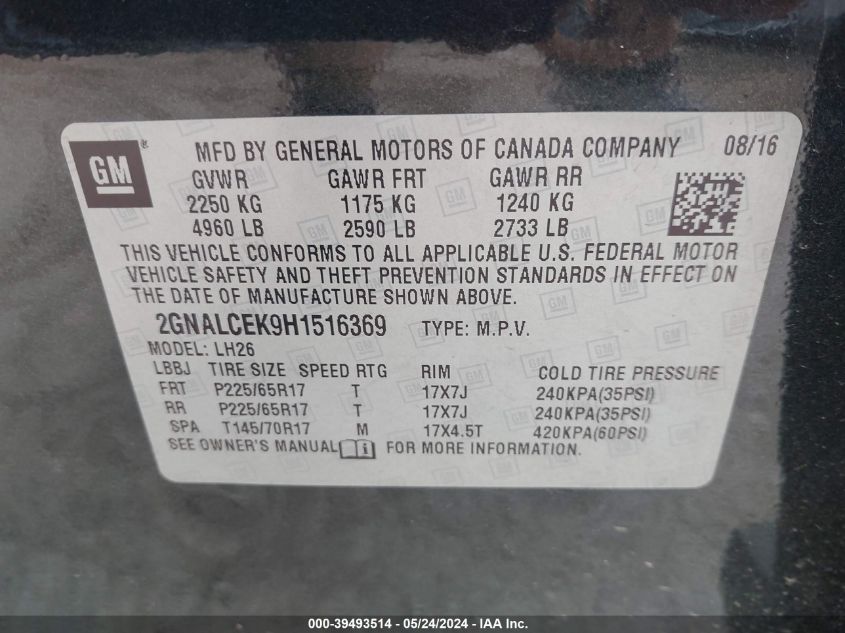 GM ®
MFD BY GENERAL MOTORS OF CANADA COMPANY 08/16
GVWR GAWR FRT GAWR RR
2250 KG 1175 KG 1240 KG
4960 LB 2590 LB 2733 LB
THIS VEHICLE CONFORMS TO ALL APPLICABLE U.S. FEDERAL MOTOR
VEHICLE SAFETY AND THEFT PREVENTION STANDARDS IN EFFECT ON
THE DATE OF MANUFACTURE SHOWN ABOVE.
2GNALCEK9H1516369 TYPE: M.P.V.
MODEL: LH26
LBBJ TIRE SIZE SPEED RTG RIM COLD TIRE PRESSURE
FRT P225/65R17 T 17X7J 240KPA(35PSI)
RR P225/65R17 T 17X7J 240KPA(35PSI)
SPA T145/70R17 M 17X4.5T 420KPA(60PSI)
SEE OWNER'S MANUAL i FOR MORE INFORMATION.
000-39493514 - 05/24/2024 - IAA Inc.